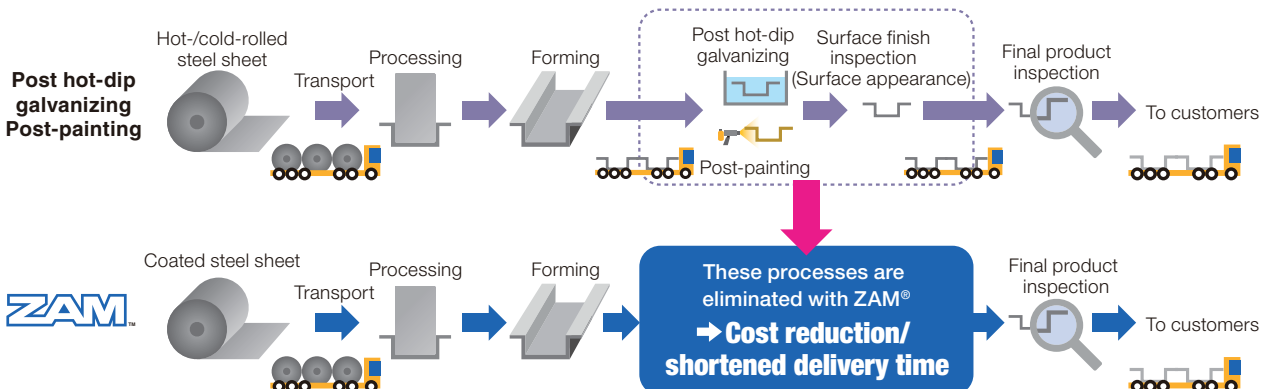 Post hot-dip
galvanizing
Post-painting
Hot-/cold-rolled
steel sheet
Transport
Processing
Forming
Post hot-dip
galvanizing
Post-painting
Surface finish
inspection
(Surface appearance)
Final product
inspection
To customers
ZAM™
Coated steel sheet
Transport
Processing
Forming
These processes are
eliminated with ZAM®
➔Cost reduction/
shortened delivery time
Final product
inspection
To customers